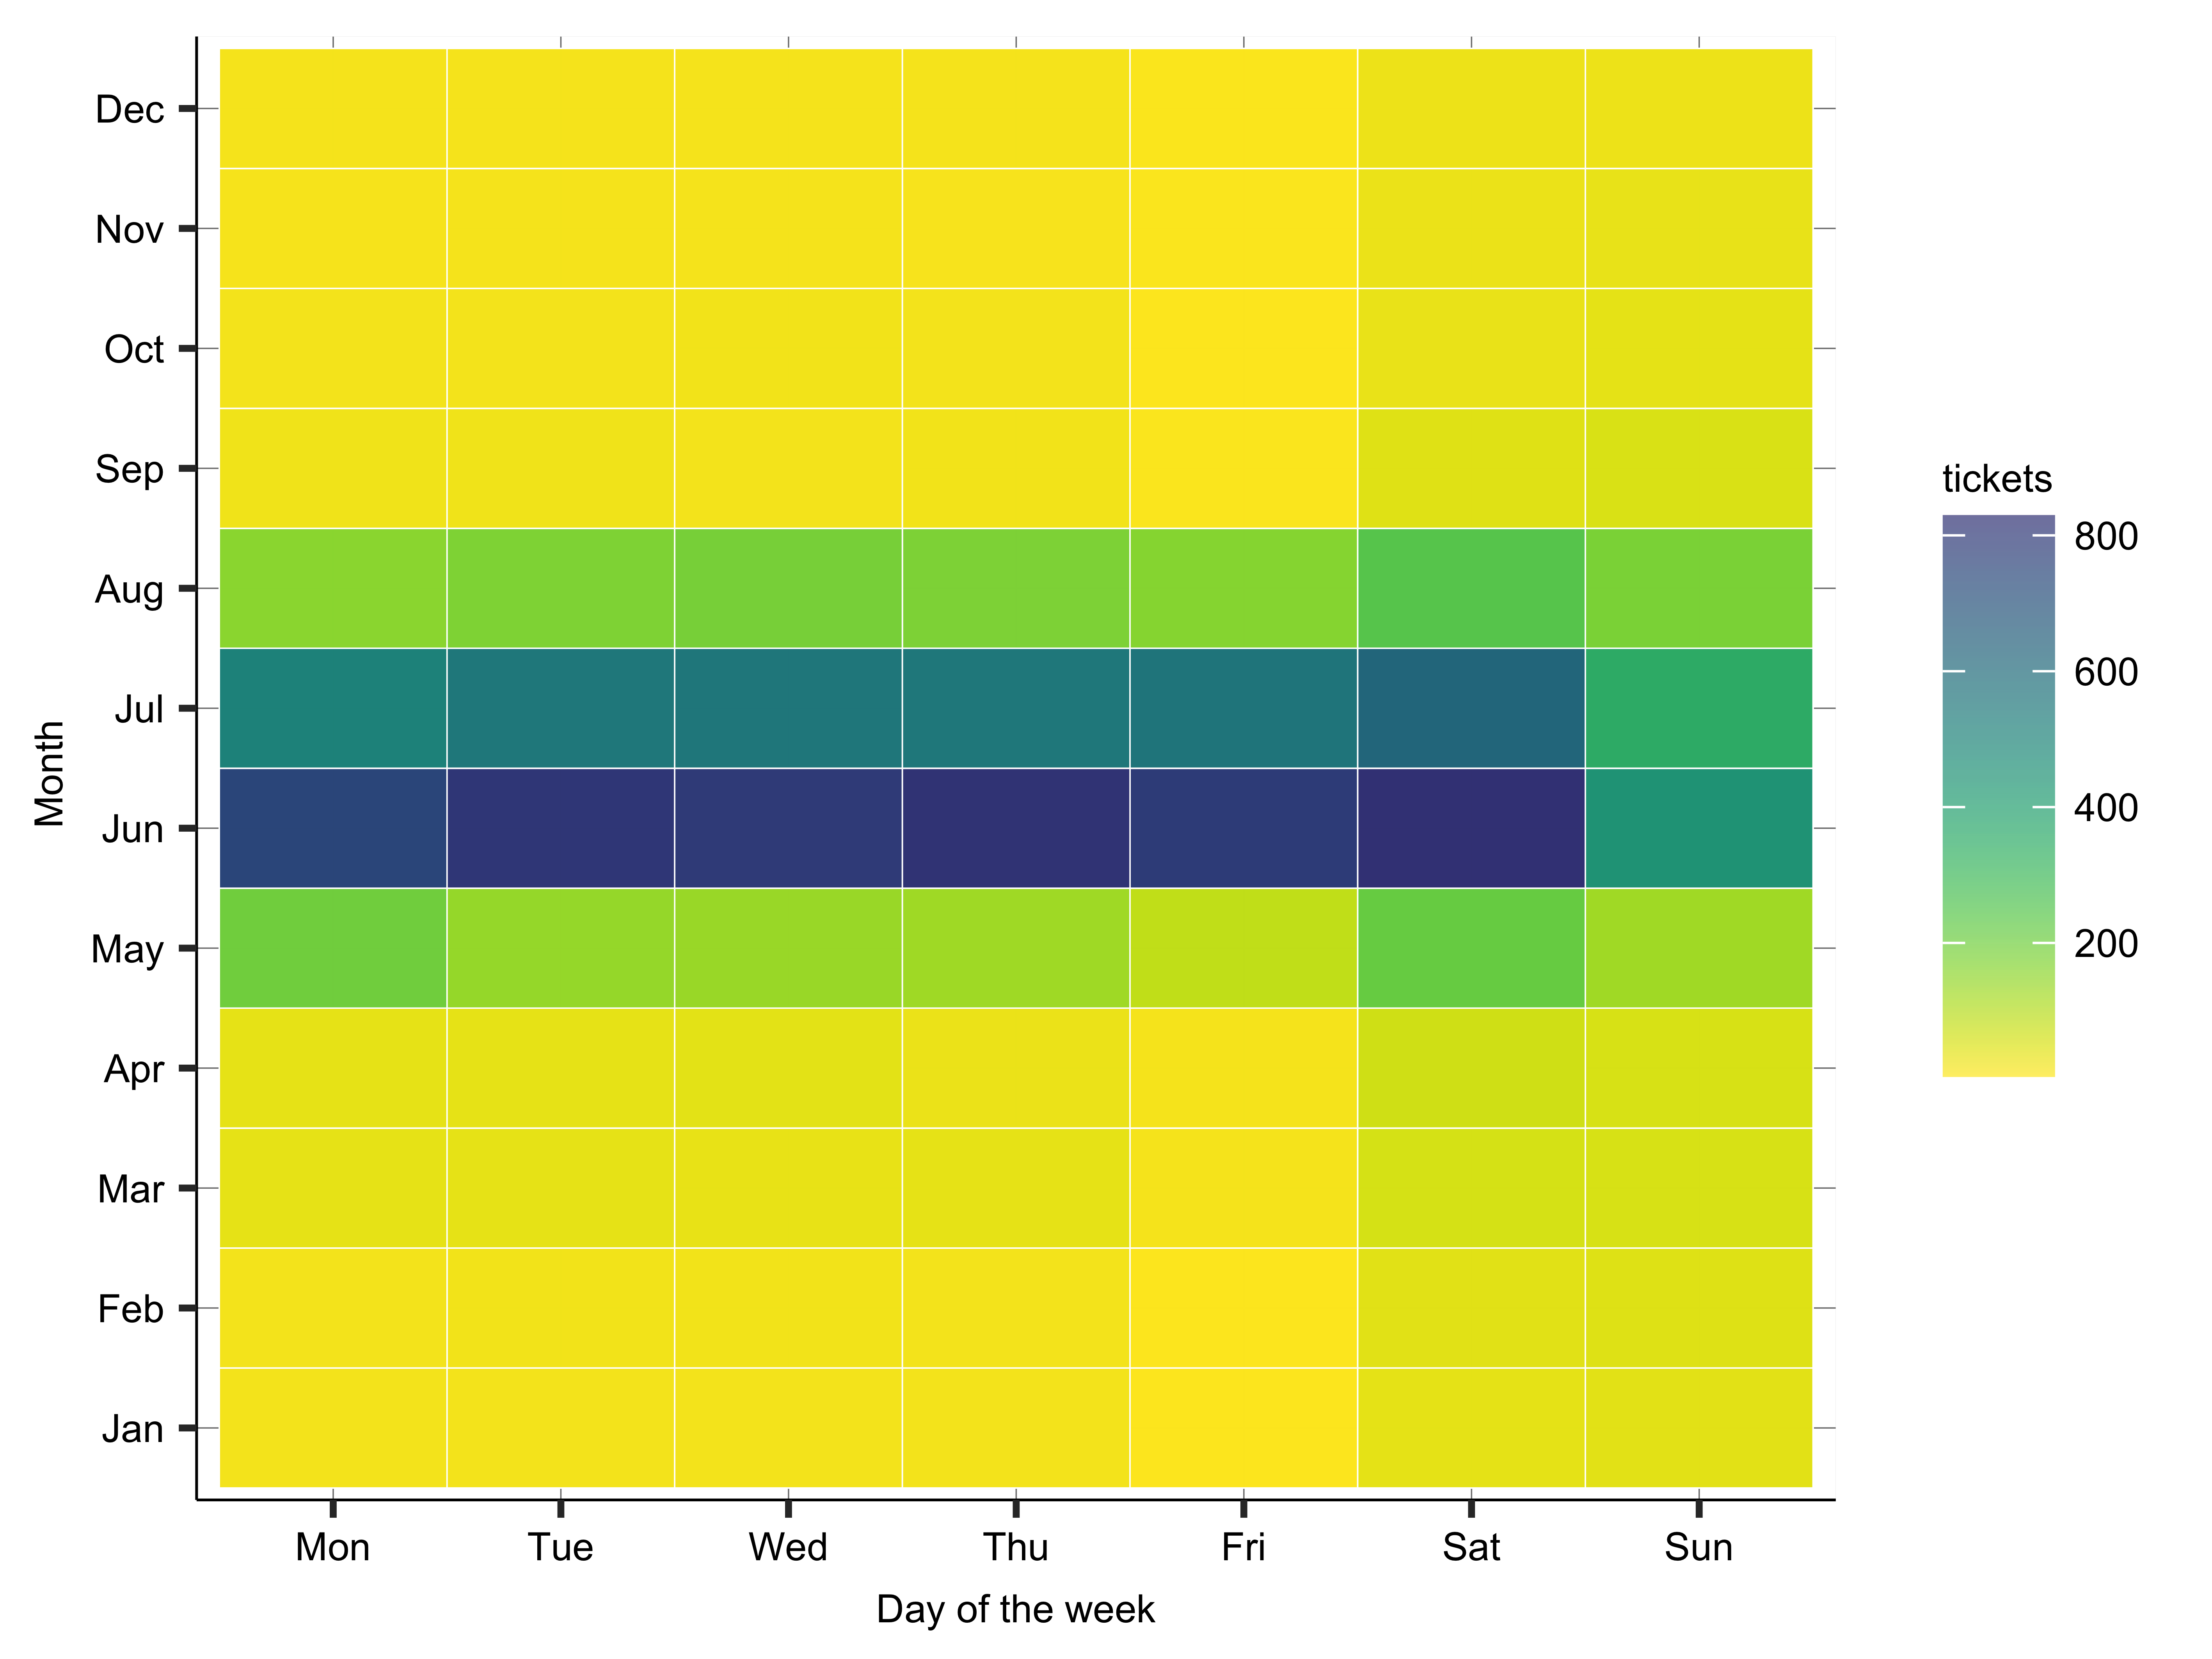 Dec
Nov
Oct
Sep
Aug
Jul
Jun
May
Apr
Mar
Feb
Jan
Month
Mon Tue Wed Thu Fri Sat Sun
Day of the week
tickets
800
600
400
200